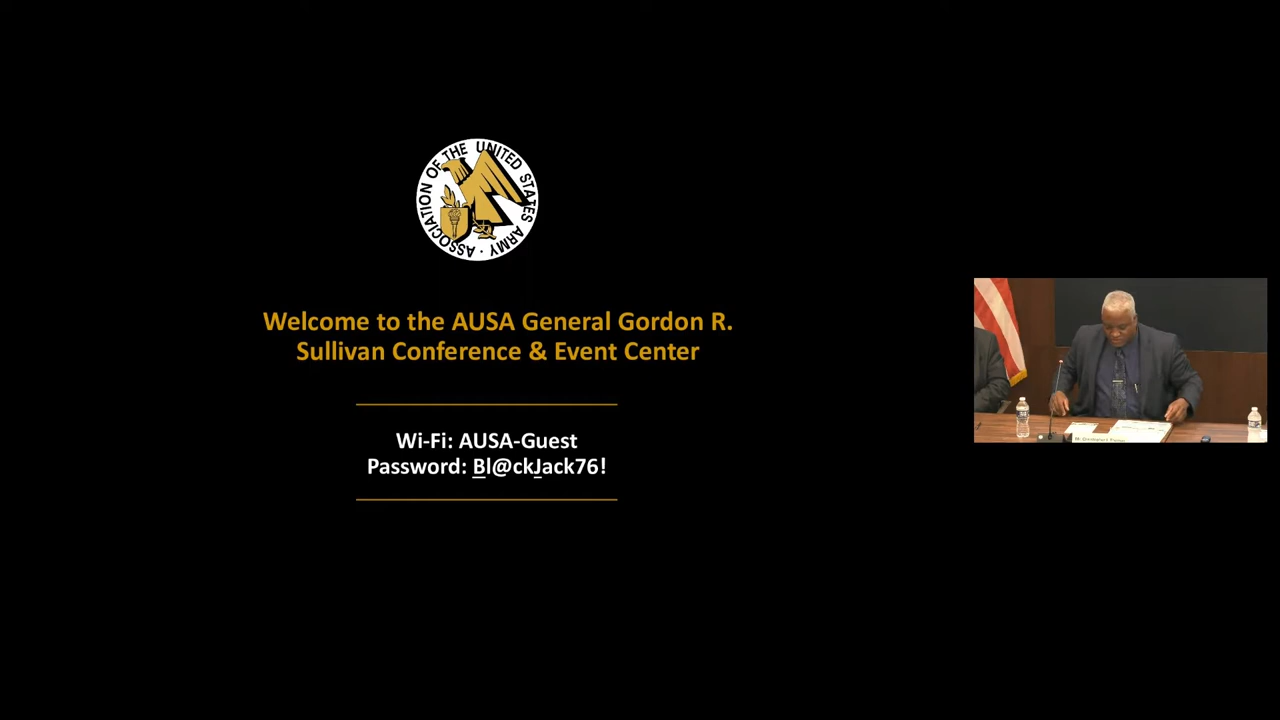 ASSOCIATION OF THE UNITED STATES ARMY ·
Welcome to the AUSA General Gordon R.
Sullivan Conference & Event Center
Wi-Fi: AUSA-Guest
Password: Bl@ckJack76!